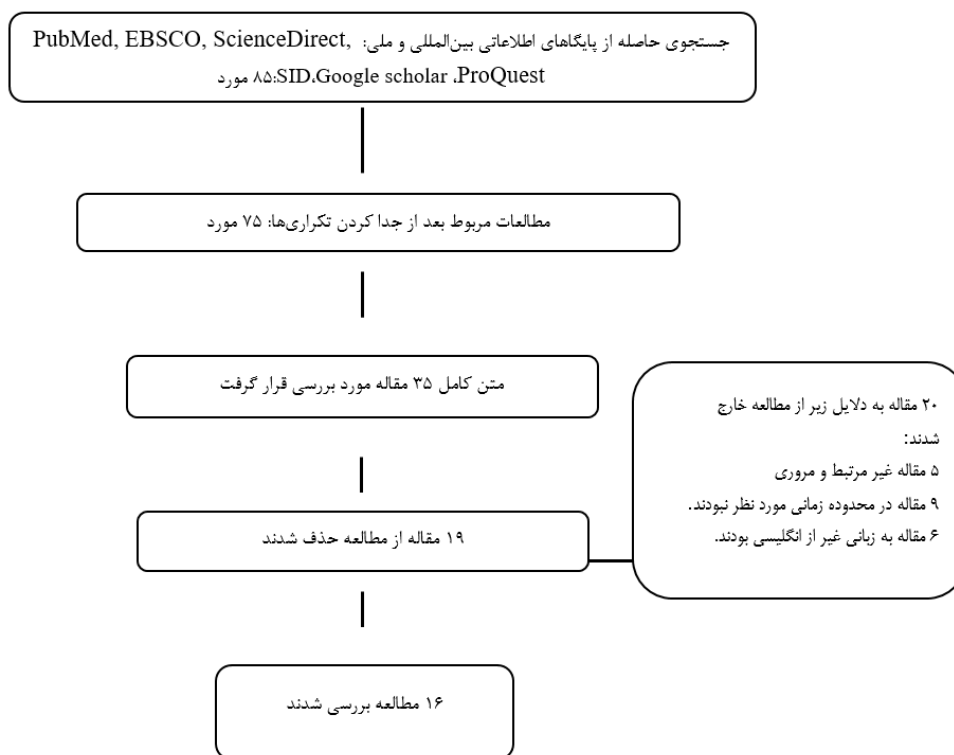 جستجوی حاصله از پایگاهای اطلاعاتی بین‌المللی و ملی: PubMed, EBSCO, ScienceDirect,
ProQuest، Google scholar،SID:۸۵ مورد
مطالعات مربوط بعد از جدا کردن تکراری‌ها: ۷۵ مورد
متن کامل ۳۵ مقاله مورد بررسی قرار گرفت
۲۰ مقاله به دلایل زیر از مطالعه خارج
شدند:
۵ مقاله غیر مرتبط و مروری
۹ مقاله در محدوده زمانی مورد نظر نبودند.
۶ مقاله به زبانی غیر از انگلیسی بودند.
۱۹ مقاله از مطالعه حذف شدند
۱۶ مطالعه بررسی شدند